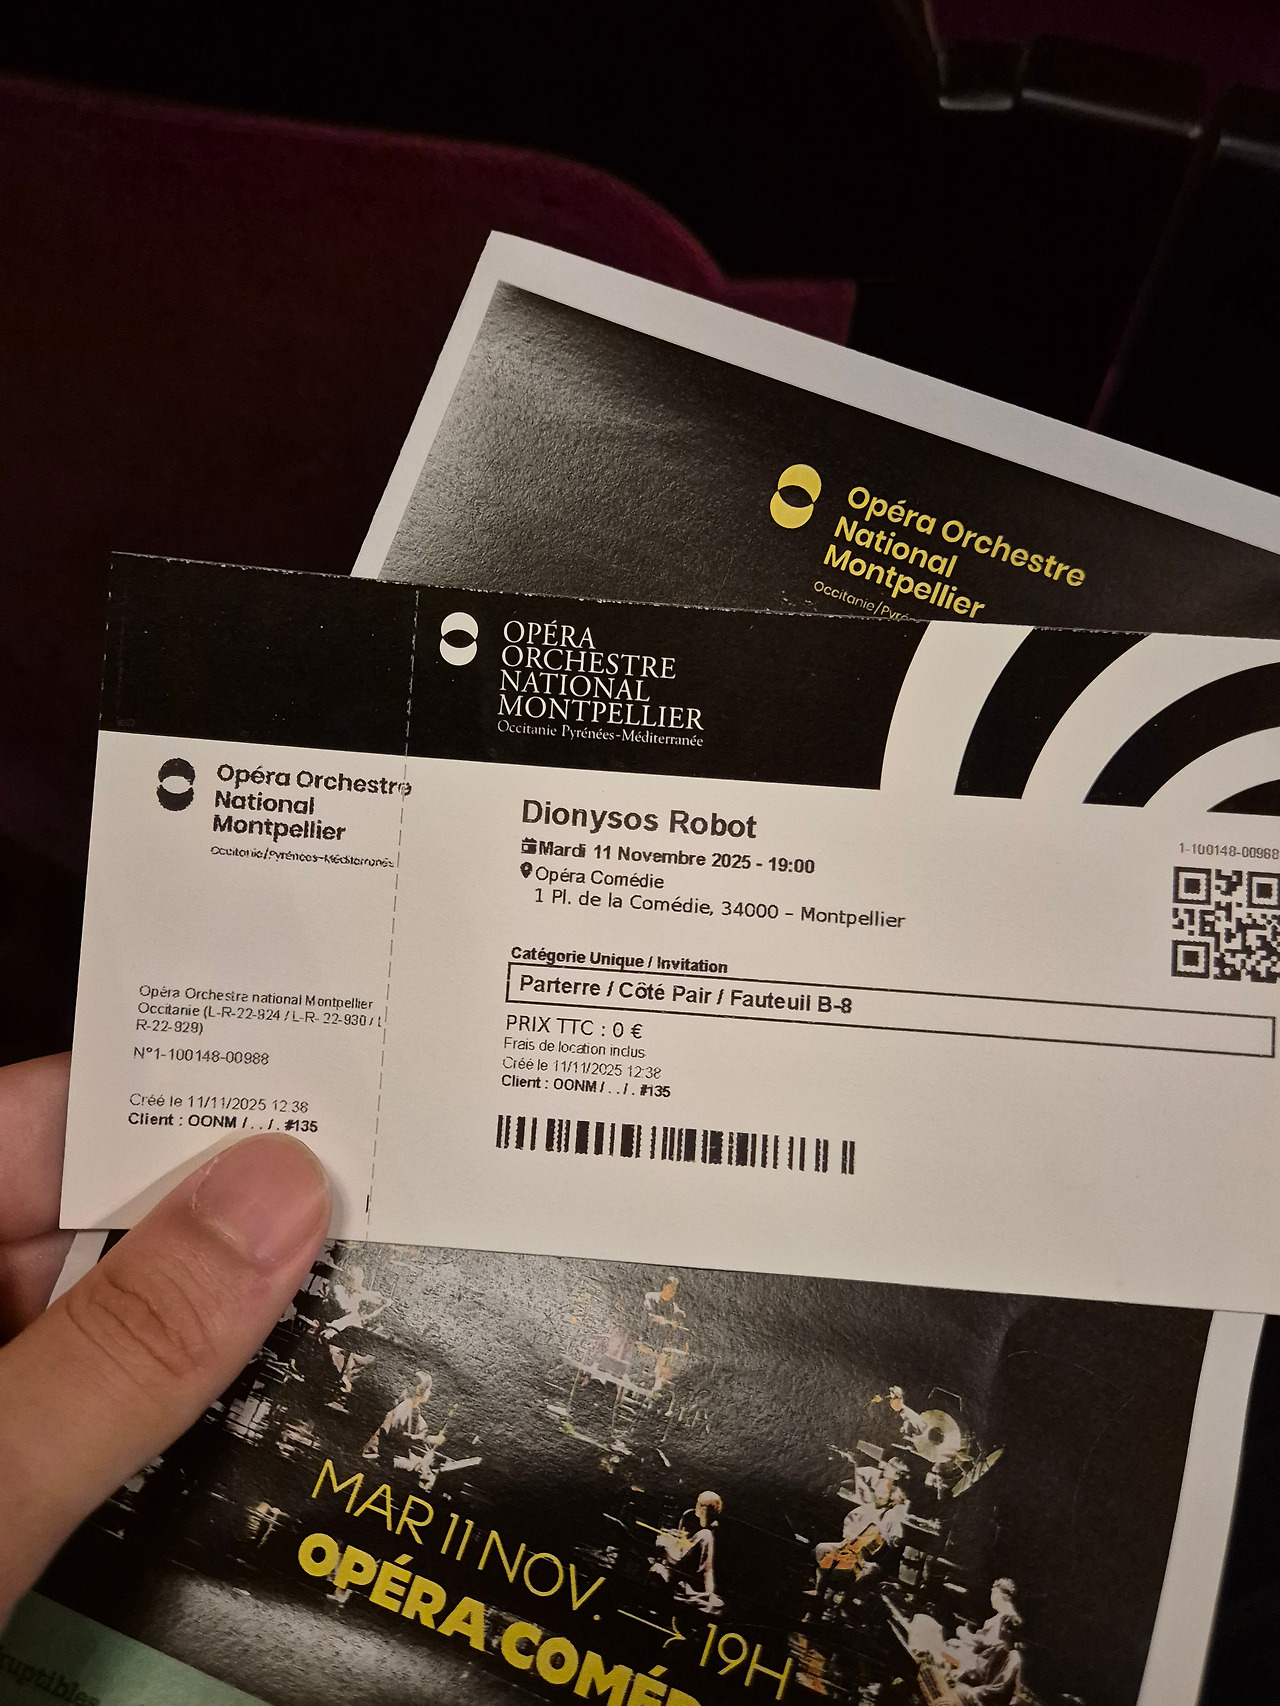 Opéra Orchestre
National
Montpellier
OPÉRA
ORCHESTRE
NATIONAL
MONTPELLIER
Occitanie Pyrénées-Méditerranée
Opéra Orchestre
National
Montpellier
Occitanie/Pyrénées-Méditerranée
Opéra Orchestre national Montpellier
Occitanie (L-R-22-924 / L-R- 22-930 / L
R-22-929)
N°1-100148-00988
Créé le 11/11/2025 12:38
Client : OONM / . . / . #135
Dionysos Robot
Mardi 11 Novembre 2025 - 19:00
Opéra Comédie
1 Pl. de la Comédie, 34000 – Montpellier
1-100148-00988
Catégorie Unique / Invitation
Parterre / Côté Pair / Fauteuil B-8
PRIX TTC : 0 €
Frais de location inclus
Créé le 11/11/2025 12:38
Client : OONM / . . / . #135
MAR 11 NOV. → 19H
OPÉRA COMÉD